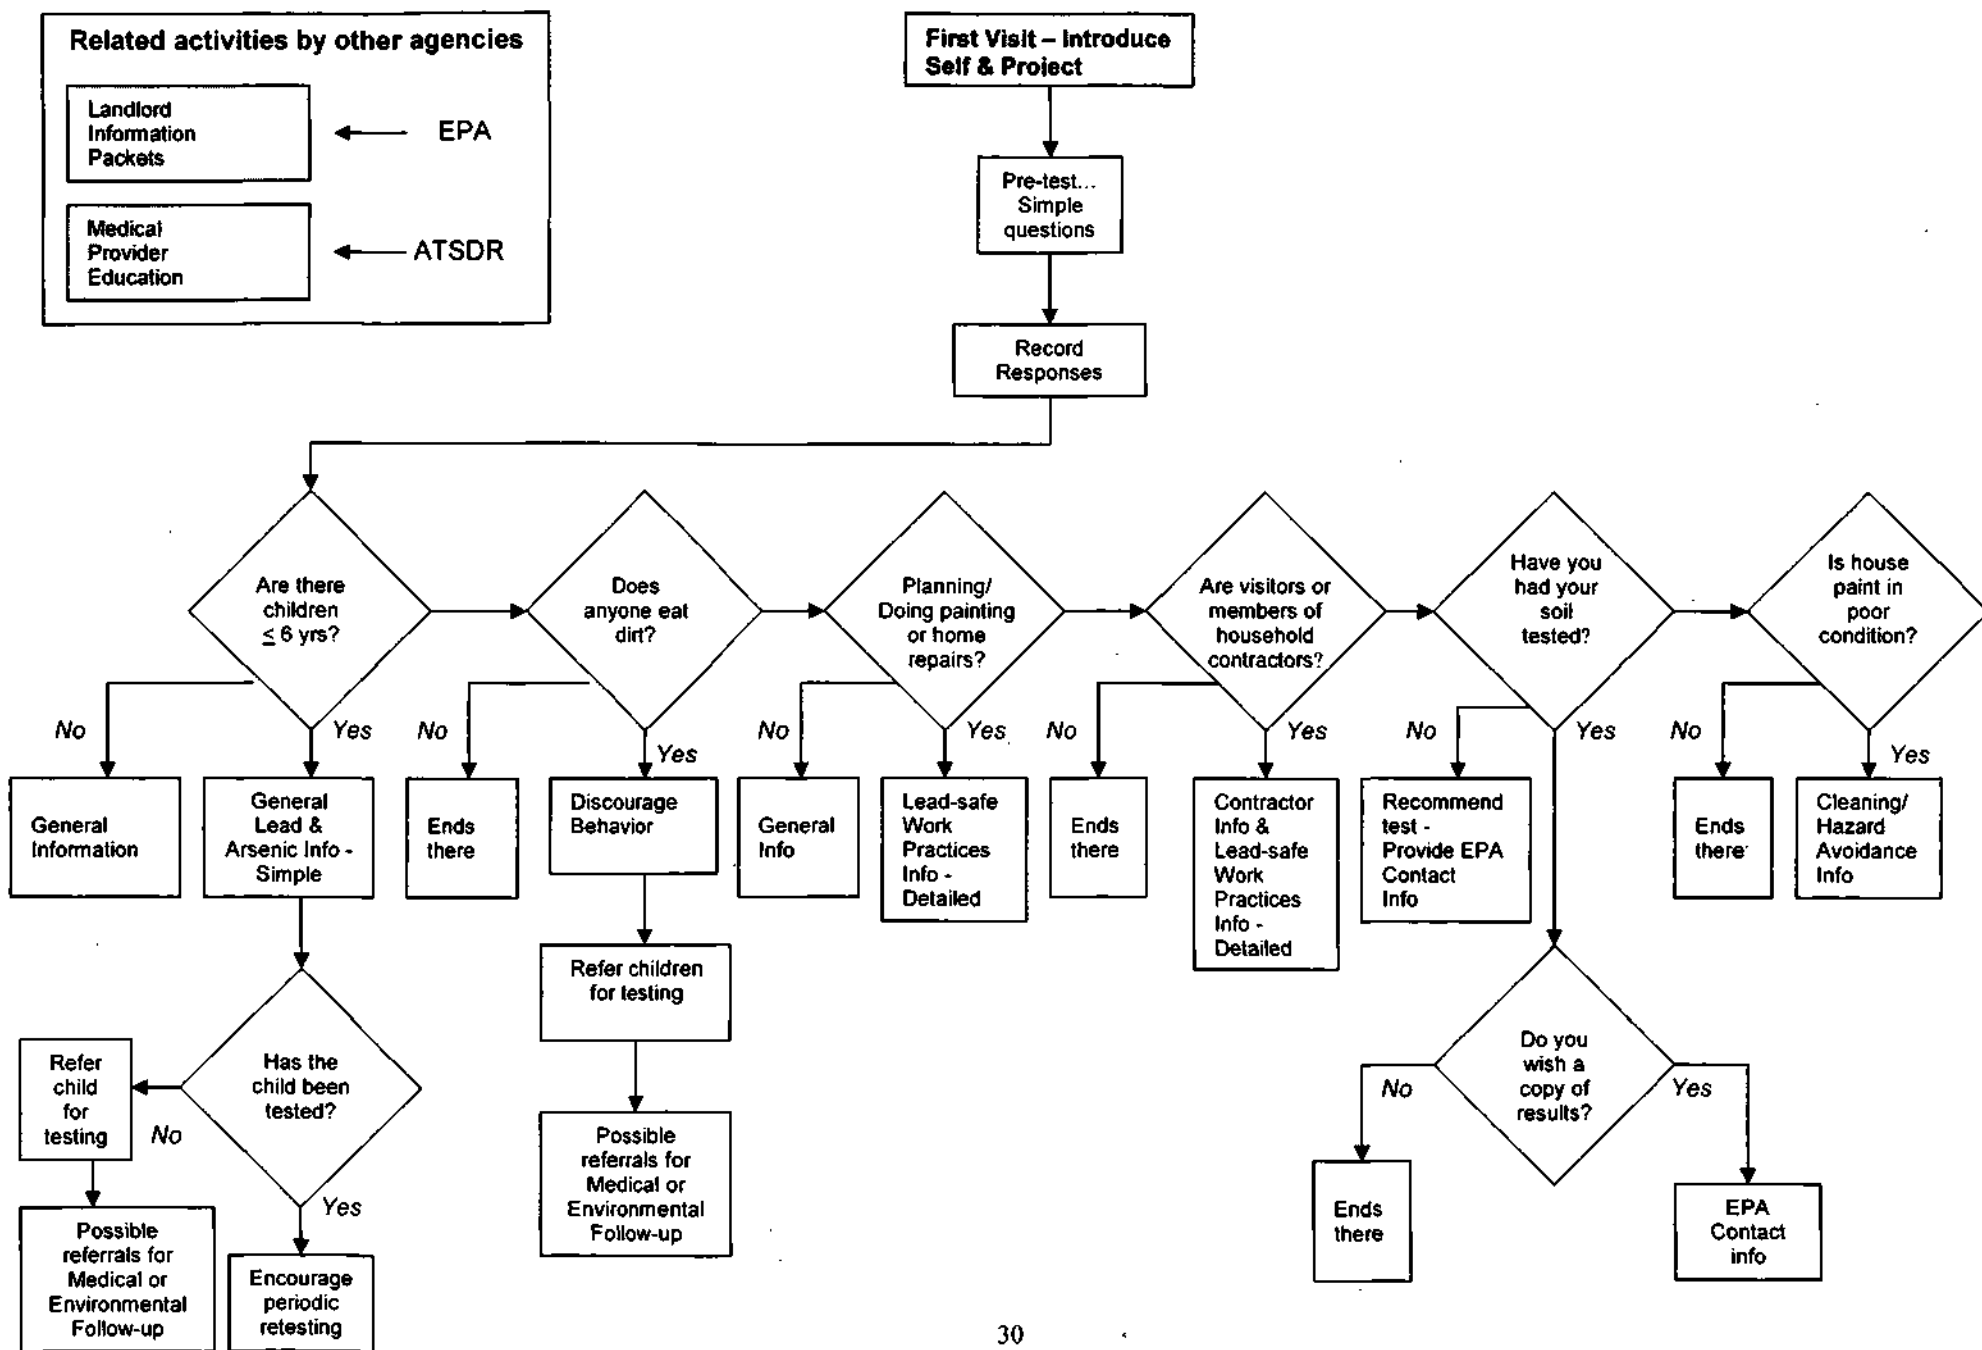 Related activities by other agencies
Landlord
Information
Packets
EPA
Medical
Provider
Education
ATSDR
First Visit – Introduce
Self & Project
Pre-test...
Simple
questions
Record
Responses
Are there
children
≤ 6 yrs?
No
Yes
General
Information
General
Lead &
Arsenic Info -
Simple
Has the
child been
tested?
No
Yes
Refer
child
for
testing
Possible
referrals for
Medical or
Environmental
Follow-up
Encourage
periodic
retesting
Does
anyone eat
dirt?
No
Yes
Ends
there
Discourage
Behavior
Refer children
for testing
Possible
referrals for
Medical or
Environmental
Follow-up
Planning/
Doing painting
or home
repairs?
No
Yes
General
Info
Lead-safe
Work
Practices
Info -
Detailed
Are visitors or
members of
household
contractors?
No
Yes
Ends
there
Contractor
Info &
Lead-safe
Work
Practices
Info -
Detailed
Have you
had your
soil
tested?
No
Yes
Recommend
test -
Provide EPA
Contact
Info
Do you
wish a
copy of
results?
No
Yes
Ends
there
EPA
Contact
info
Is house
paint in
poor
condition?
No
Yes
Ends
there
Cleaning/
Hazard
Avoidance
Info
30